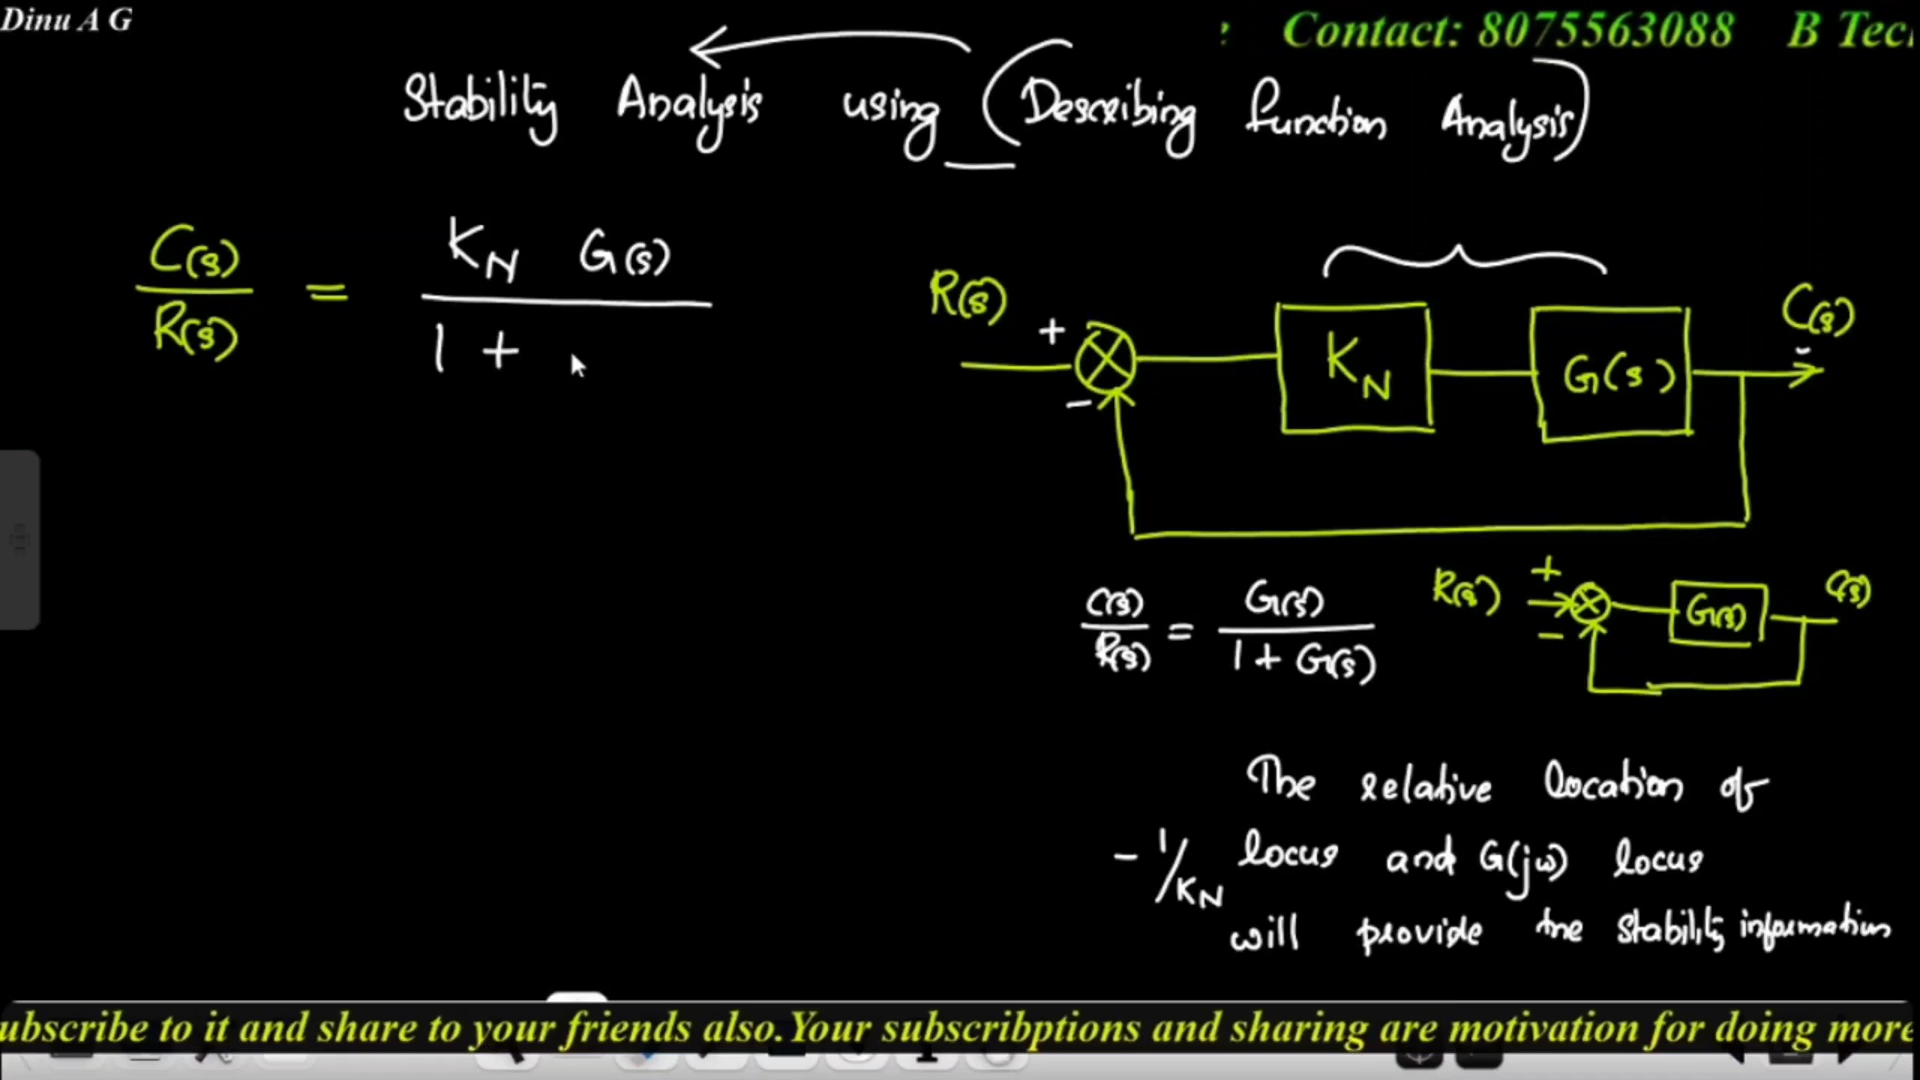 Dinu A G
Contact: 8075563088 B Tec
Stability Analysis using (Describing function Analysis)
C(s) / R(s) = K_N G(s) / 1 +
R(s) + - K_N G(s) C(s)
C(s) / R(s) = G(s) / 1 + G(s)
R(s) + - G(s) C(s)
The relative location of
-1/K_N locus and G(jω) locus
will provide the stability information
ubscribe to it and share to your friends also. Your subscribptions and sharing are motivation for doing more